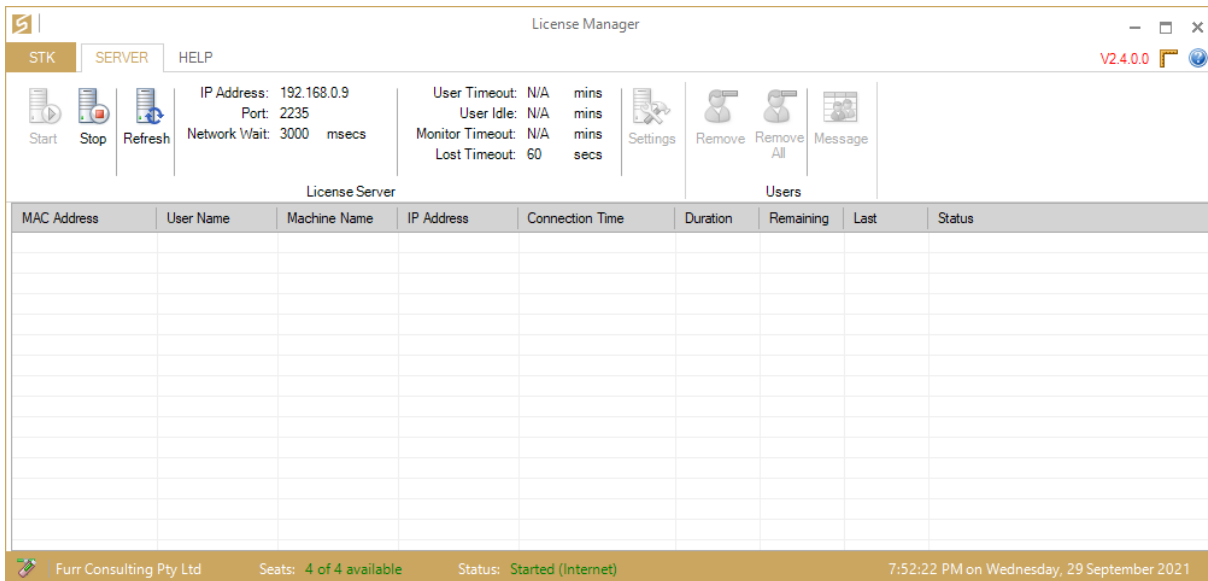 License Manager
STK SERVER HELP V2.4.0.0
IP Address: 192.168.0.9 User Timeout: N/A mins
Port: 2235 User Idle: N/A mins
Network Wait: 3000 msecs Monitor Timeout: N/A mins
Lost Timeout: 60 secs
Start Stop Refresh Settings Remove Remove All Message
License Server Users
MAC Address User Name Machine Name IP Address Connection Time Duration Remaining Last Status
Furr Consulting Pty Ltd Seats: 4 of 4 available Status: Started (Internet) 7:52:22 PM on Wednesday, 29 September 2021